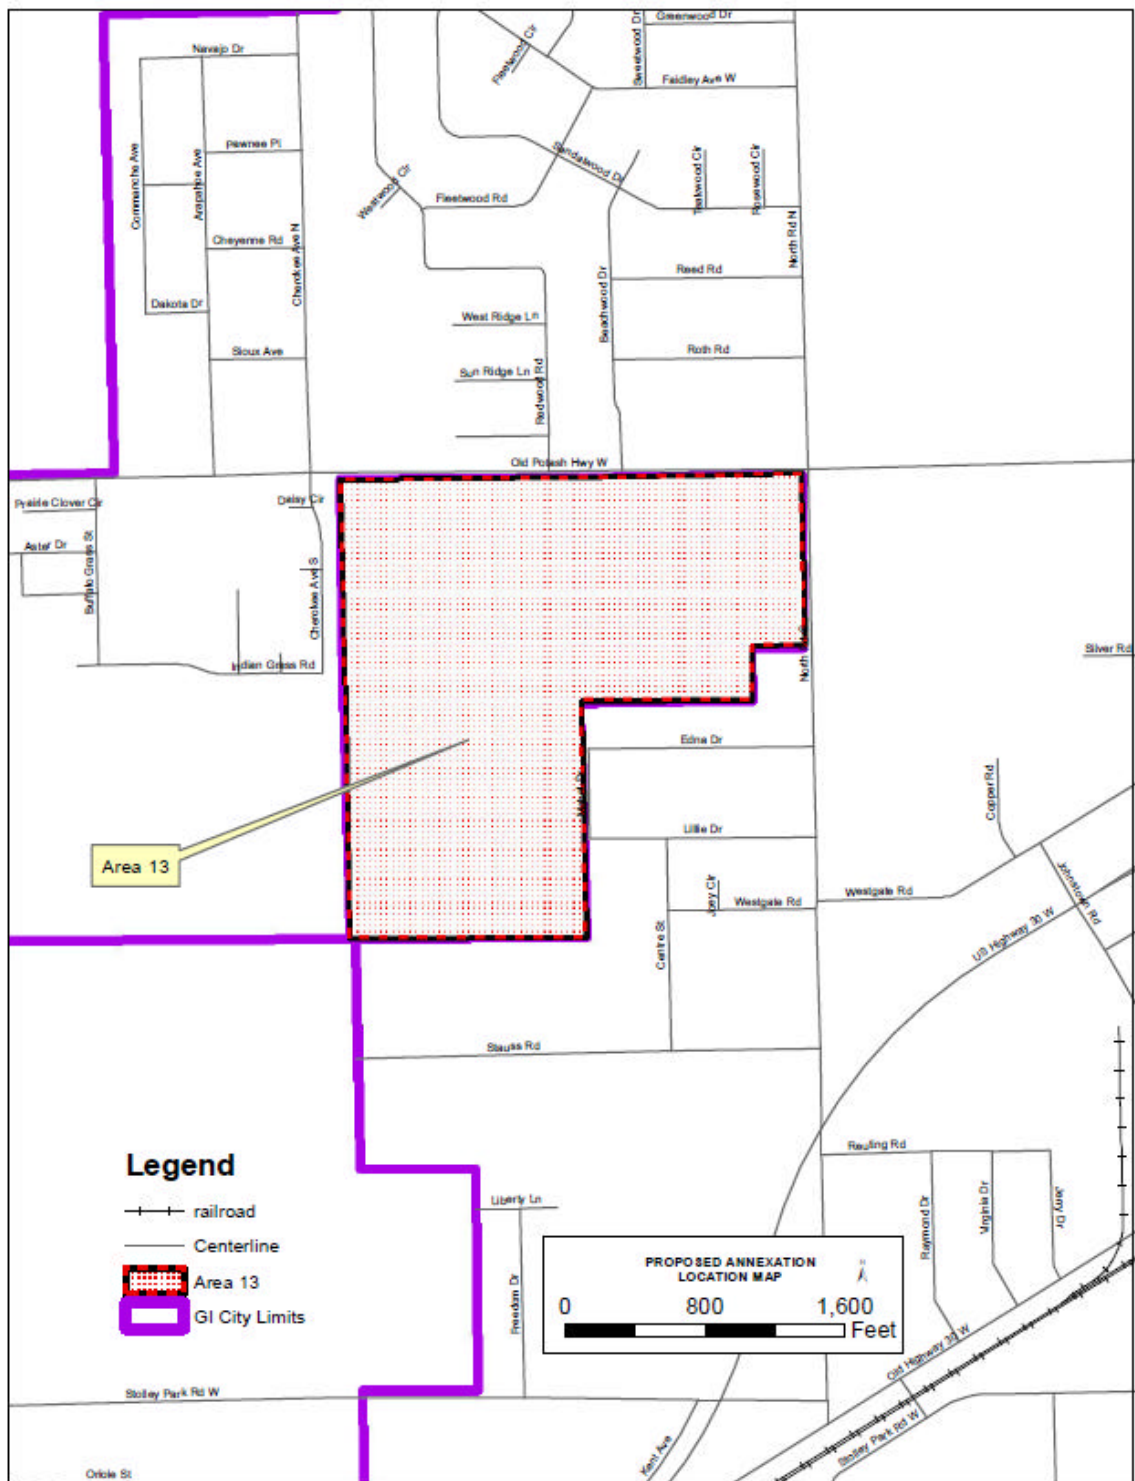 Greenwood Dr
Sweetwood Dr
Fleetwood Cir
Navajo Dr
Faidley Ave W
Pawnee Pl
Sandalwood Dr
Commanche Ave
Arapahoe Ave
Teakwood Cir
Rosewood Cir
Westwood Cir
Fleetwood Rd
Cheyenne Rd
Cherokee Ave N
North Rd N
Reed Rd
Beachwood Dr
Dakota Dr
West Ridge Ln
Sioux Ave
Roth Rd
Sun Ridge Ln
Redwood Rd
Old Potash Hwy W
Prairie Clover Cir
Daisy Cir
Aster Dr
Buffalo Grass St
Cherokee Ave S
Indian Grass Rd
North
Silver Rd
Edna Dr
Copper Rd
Lillie Dr
Area 13
Joey Cir
Westgate Rd
Westgate Rd
Johnstown Rd
Centre St
US Highway 30 W
Stauss Rd
Reuting Rd
Legend
railroad
Centerline
Area 13
GI City Limits
Liberty Ln
Freedom Dr
Raymond Dr
Virginia Dr
Jerry Dr
PROPOSED ANNEXATION
LOCATION MAP
N
0 800 1,600
Feet
Old Highway 30 W
Stolley Park Rd W
Stolley Park Rd W
Kent Ave
Oriole St